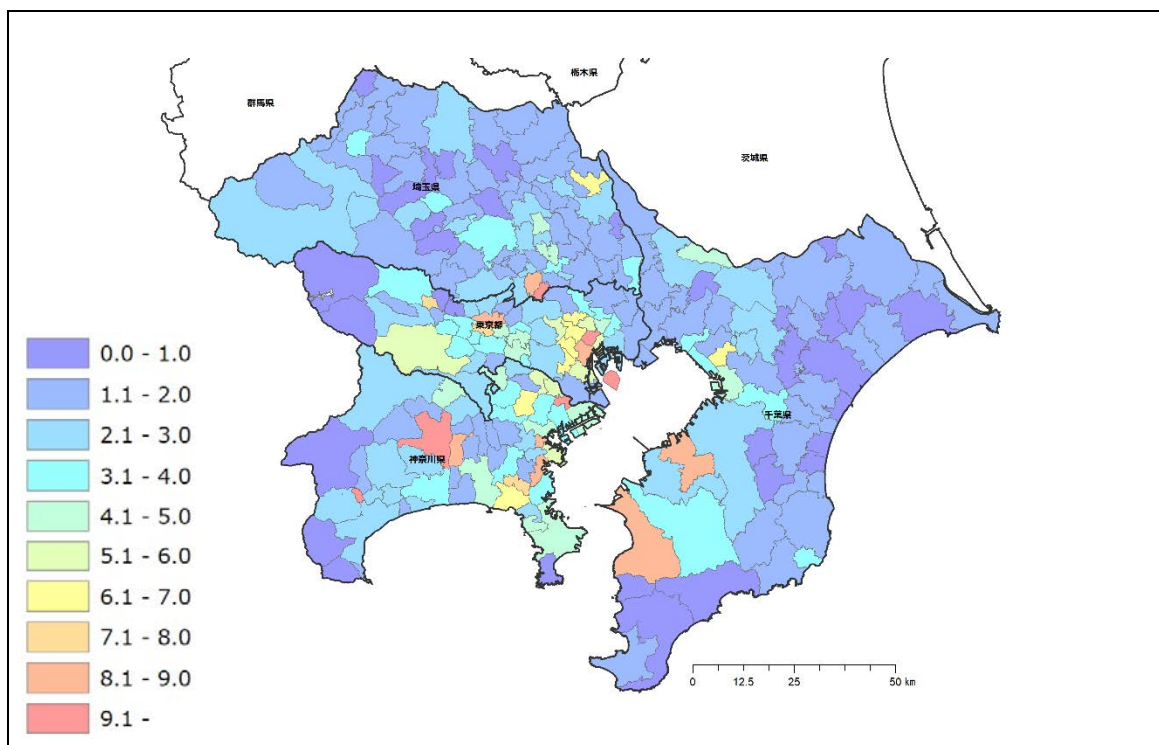 栃木県
群馬県
茨城県
埼玉県
東京都
千葉県
神奈川県
0.0 - 1.0
1.1 - 2.0
2.1 - 3.0
3.1 - 4.0
4.1 - 5.0
5.1 - 6.0
6.1 - 7.0
7.1 - 8.0
8.1 - 9.0
9.1 -
0 12.5 25 50 km